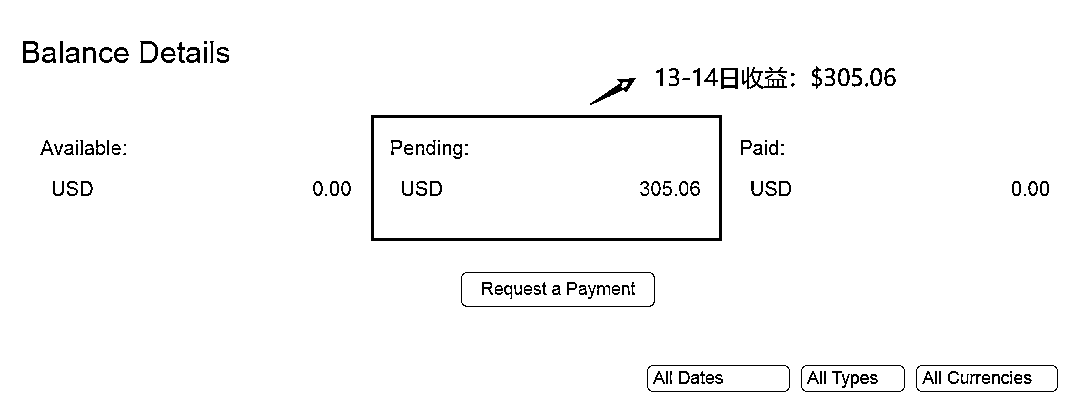 Balance Details
13-14日收益：$305.06
Available:
USD 0.00
Pending:
USD 305.06
Paid:
USD 0.00
Request a Payment
All Dates
All Types
All Currencies